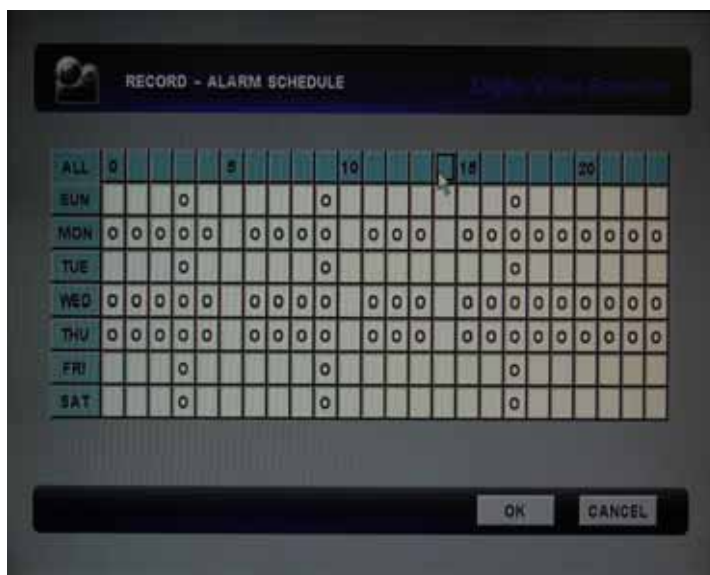 RECORD - ALARM SCHEDULE
ALL 0 5 10 15 20
SUN O O O
MON O O O O O O O O O O O O O O O O O O O O O
TUE O O O
WED O O O O O O O O O O O O O O O O O O O O O
THU O O O O O O O O O O O O O O O O O O O O O
FRI O O O
SAT O O O
OK CANCEL